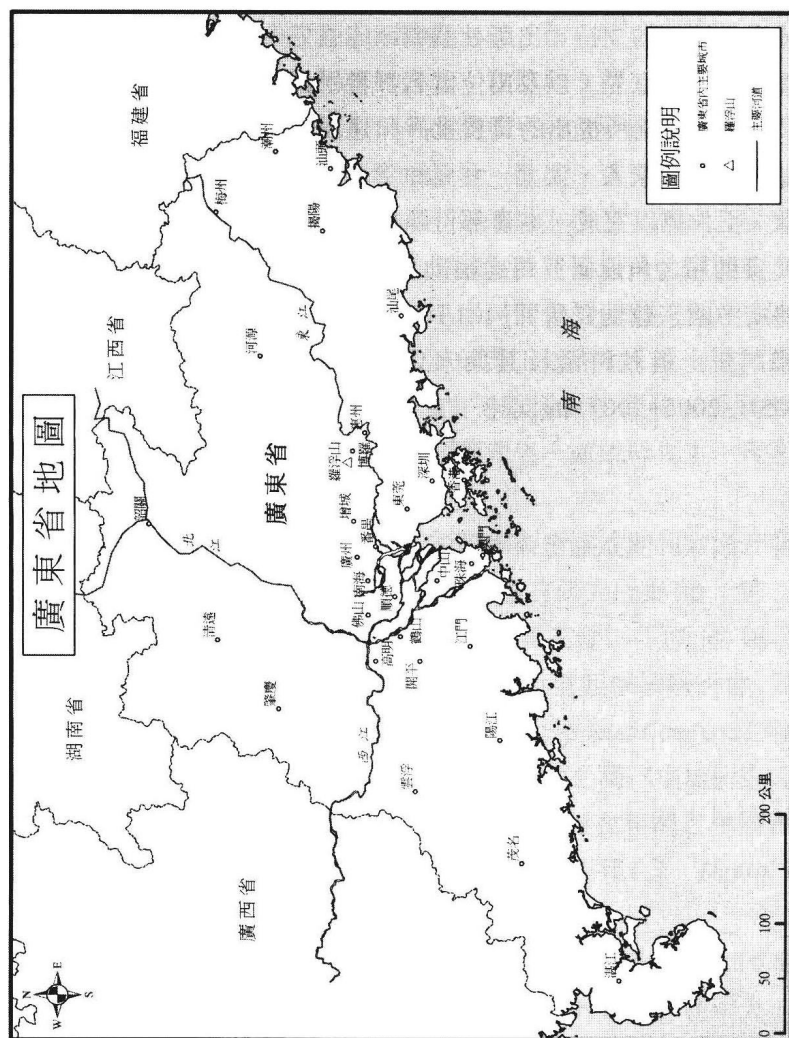 廣東省地圖
湖南省
江西省
福建省
廣西省
廣東省
韶關
北江
清遠
肇慶
梅州
潮州
河源
東江
汕頭
揭陽
汕尾
惠州
羅浮山
博羅
增城
番禺
廣州
南海
佛山
順德
東莞
深圳
香港
澳門
中山
珠海
高明
鶴山
開平
江門
西江
雲浮
陽江
茂名
湛江
南海
N
W E
S
0 50 100 200 公里
圖例說明
廣東省內主要城市
羅浮山
主要河道